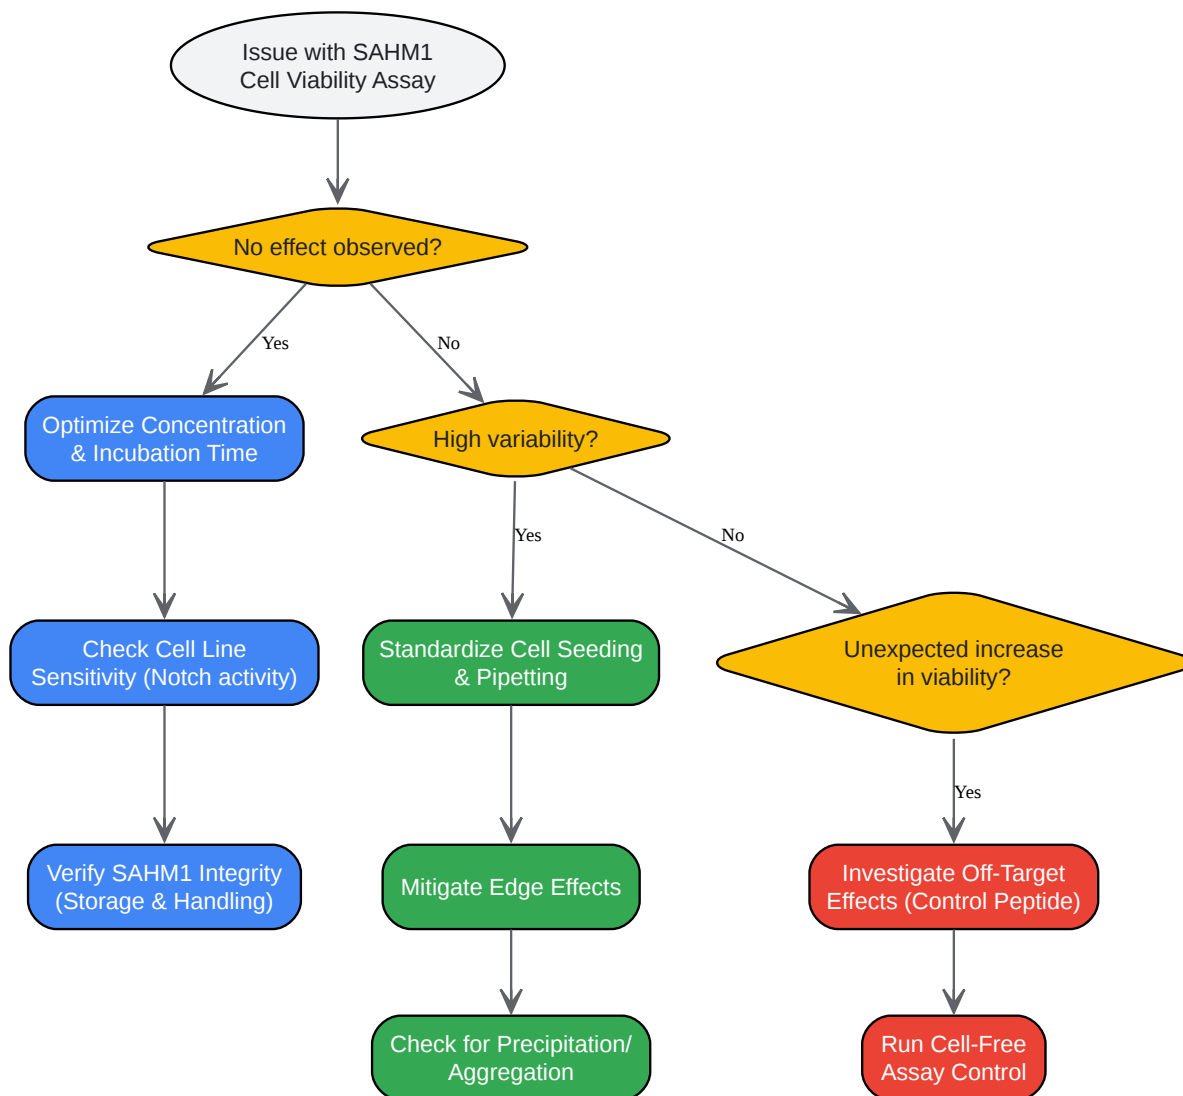 Issue with SAHM1
Cell Viability Assay
No effect observed?
Yes
No
Optimize Concentration
& Incubation Time
High variability?
Yes
No
Check Cell Line
Sensitivity (Notch activity)
Standardize Cell Seeding
& Pipetting
Unexpected increase
in viability?
Yes
Verify SAHM1 Integrity
(Storage & Handling)
Mitigate Edge Effects
Investigate Off-Target
Effects (Control Peptide)
Check for Precipitation/
Aggregation
Run Cell-Free
Assay Control